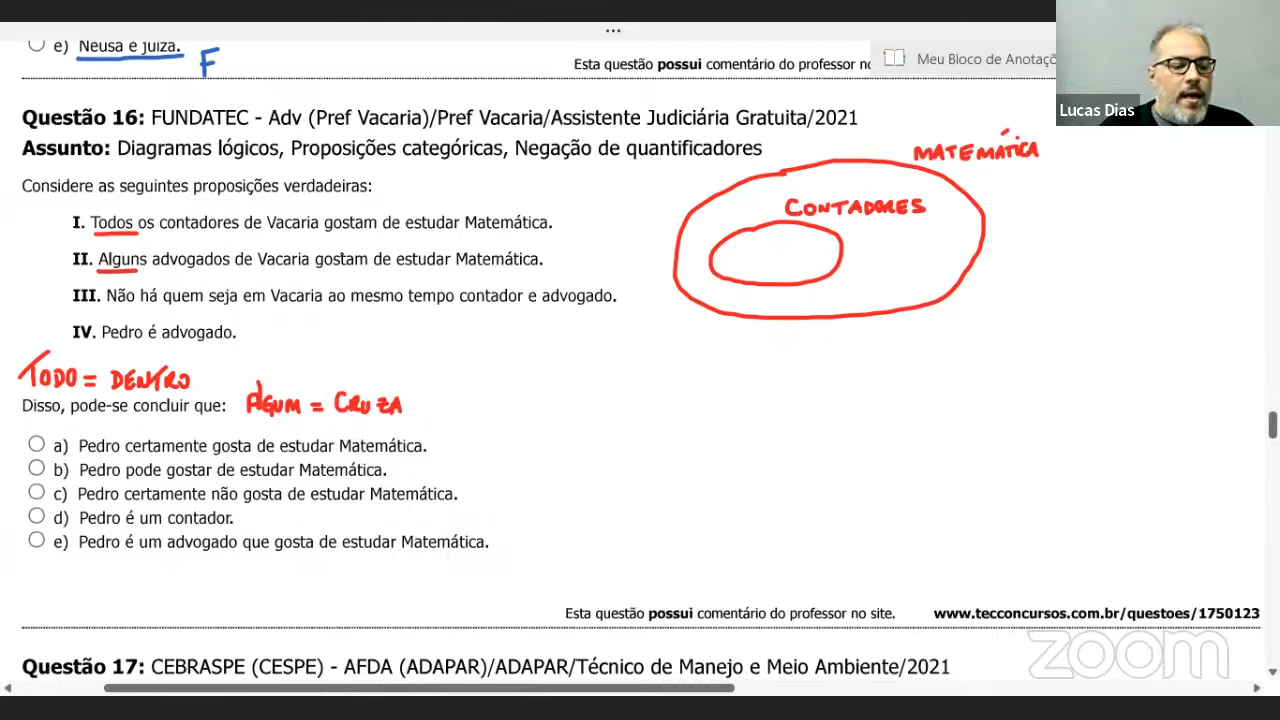 e) Neusa é juíza. F
Esta questão possui comentário do professor no
Meu Bloco de Anotaçõ
Lucas Dias
Questão 16: FUNDATEC - Adv (Pref Vacaria)/Pref Vacaria/Assistente Judiciária Gratuita/2021
Assunto: Diagramas lógicos, Proposições categóricas, Negação de quantificadores
MATEMÁTICA
Considere as seguintes proposições verdadeiras:
CONTADORES
I. Todos os contadores de Vacaria gostam de estudar Matemática.
II. Alguns advogados de Vacaria gostam de estudar Matemática.
III. Não há quem seja em Vacaria ao mesmo tempo contador e advogado.
IV. Pedro é advogado.
TODO = DENTRO
Disso, pode-se concluir que: ALGUM = CRUZA
a) Pedro certamente gosta de estudar Matemática.
b) Pedro pode gostar de estudar Matemática.
c) Pedro certamente não gosta de estudar Matemática.
d) Pedro é um contador.
e) Pedro é um advogado que gosta de estudar Matemática.
Esta questão possui comentário do professor no site. www.tecconcursos.com.br/questoes/1750123
zoom
Questão 17: CEBRASPE (CESPE) - AFDA (ADAPAR)/ADAPAR/Técnico de Manejo e Meio Ambiente/2021